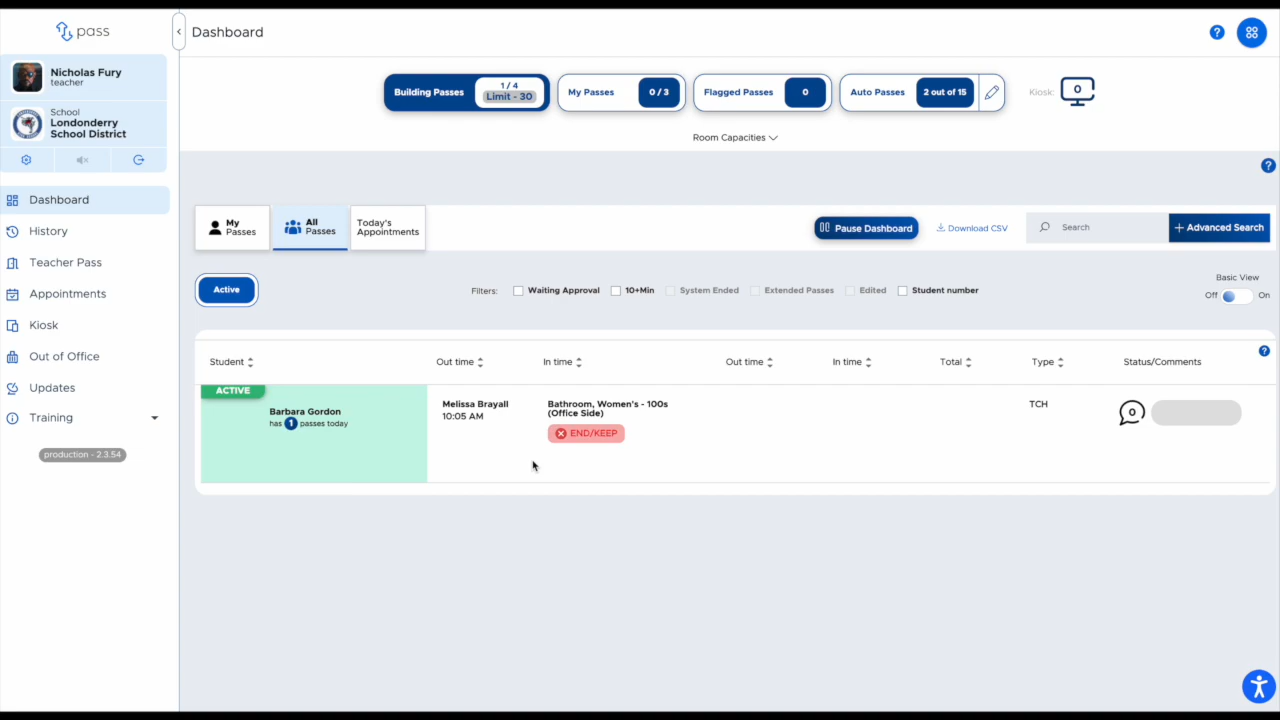 pass
Dashboard
Nicholas Fury
teacher
School
Londonderry
School District
Dashboard
History
Teacher Pass
Appointments
Kiosk
Out of Office
Updates
Training
production - 2.3.54
?
Building Passes
1 / 4
Limit - 30
My Passes
0 / 3
Flagged Passes
0
Auto Passes
2 out of 15
Kiosk:
0
Room Capacities
?
My
Passes
All
Passes
Today's
Appointments
Pause Dashboard
Download CSV
Search
+ Advanced Search
Active
Filters:
Waiting Approval
10+Min
System Ended
Extended Passes
Edited
Student number
Basic View
Off
On
?
Student
Out time
In time
Out time
In time
Total
Type
Status/Comments
ACTIVE
Barbara Gordon
has 1 passes today
Melissa Brayall
10:05 AM
Bathroom, Women's - 100s
(Office Side)
END/KEEP
TCH
0